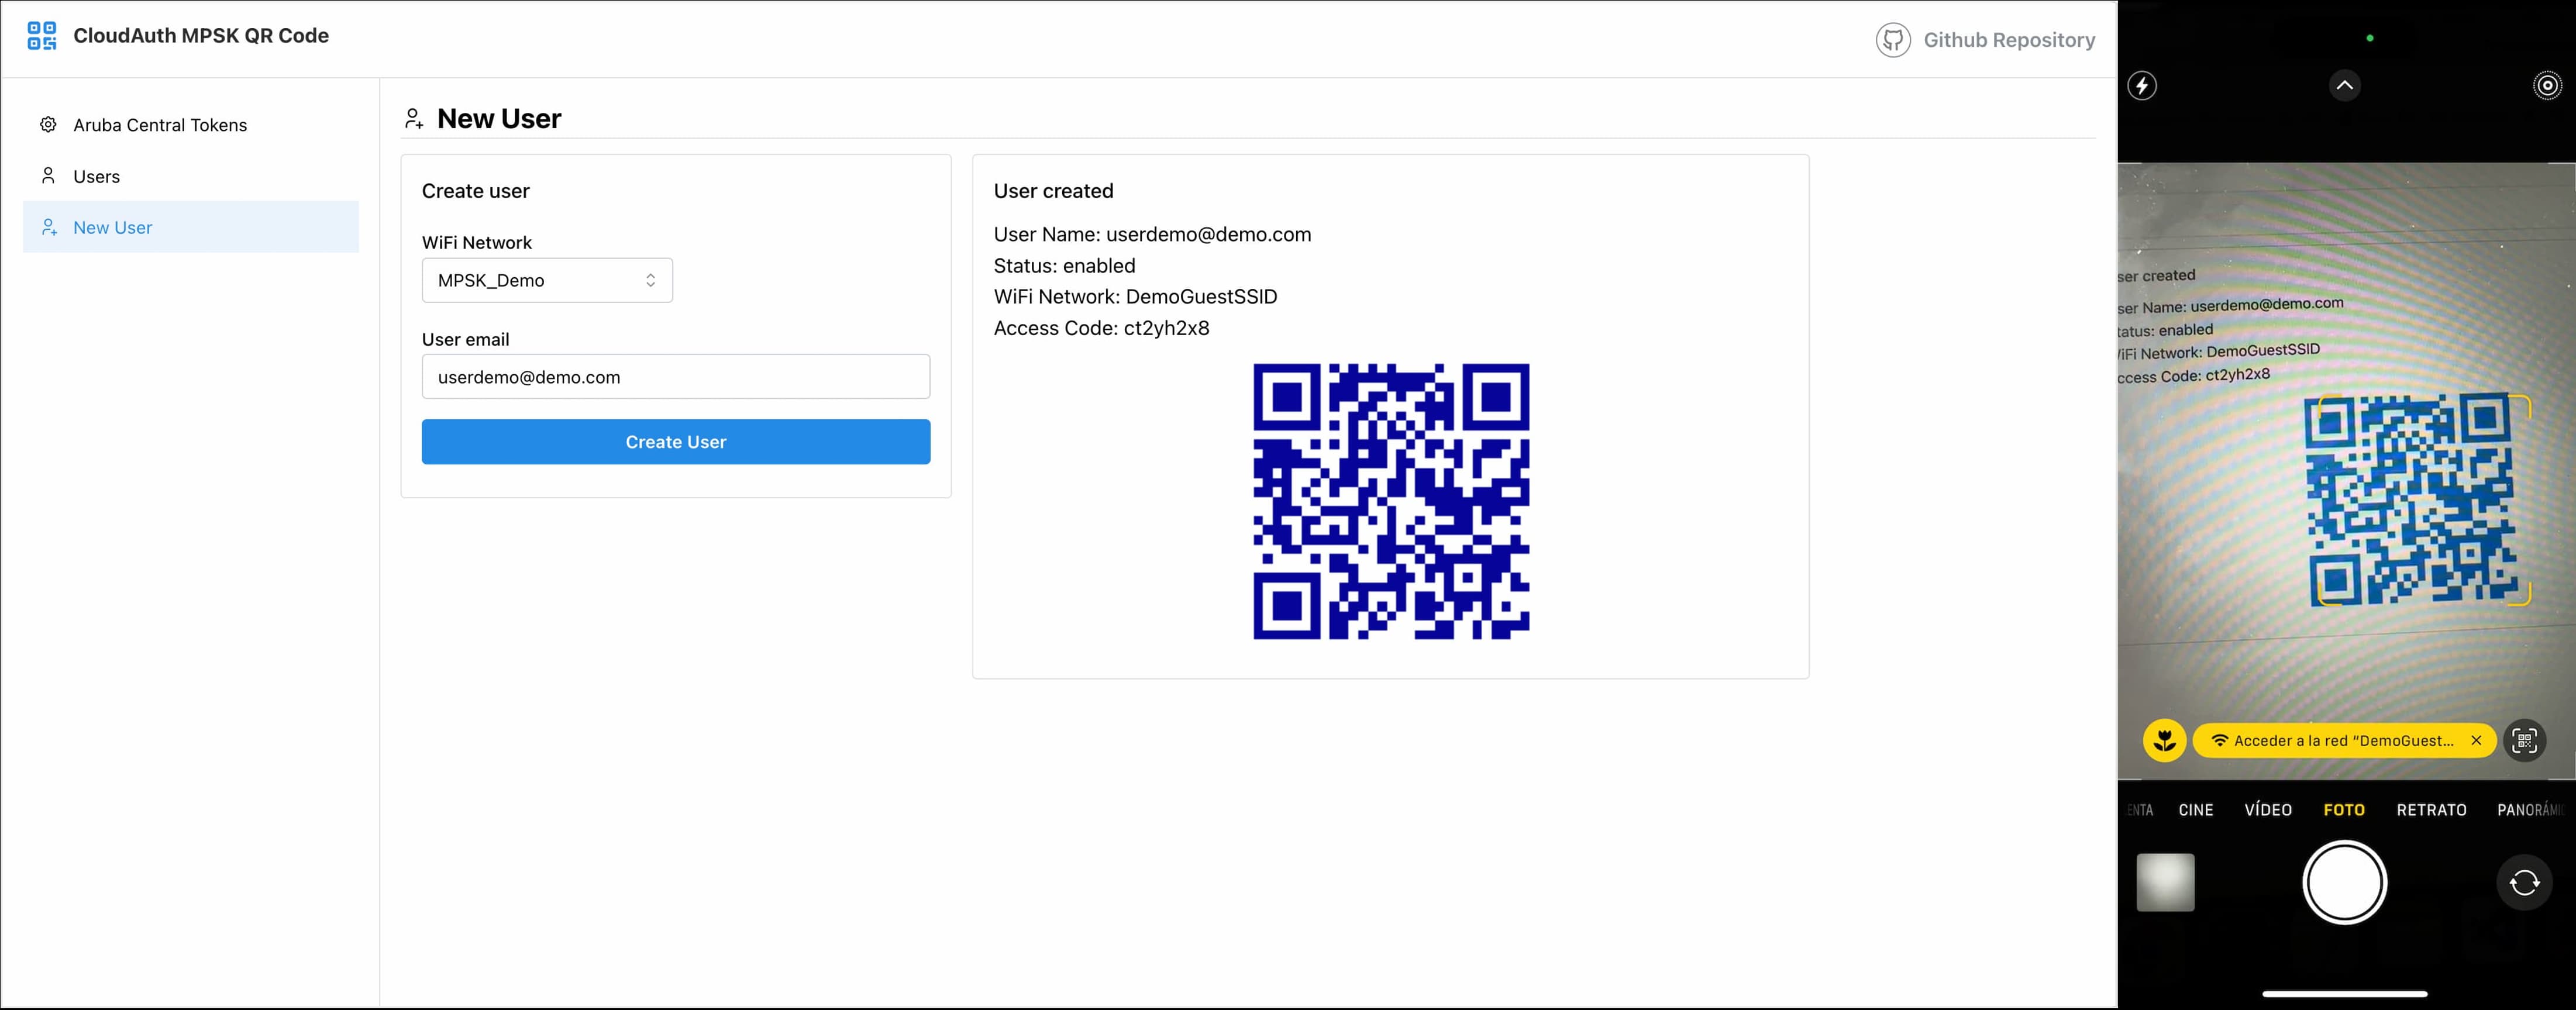 CloudAuth MPSK QR Code
Github Repository
Aruba Central Tokens
Users
New User
New User
Create user
WiFi Network
MPSK_Demo
User email
userdemo@demo.com
Create User
User created
User Name: userdemo@demo.com
Status: enabled
WiFi Network: DemoGuestSSID
Access Code: ct2yh2x8
ser created
ser Name: userdemo@demo.com
tatus: enabled
iFi Network: DemoGuestSSID
ccess Code: ct2yh2x8
Acceder a la red “DemoGuest...
ENTA CINE VÍDEO FOTO RETRATO PANORÁMI